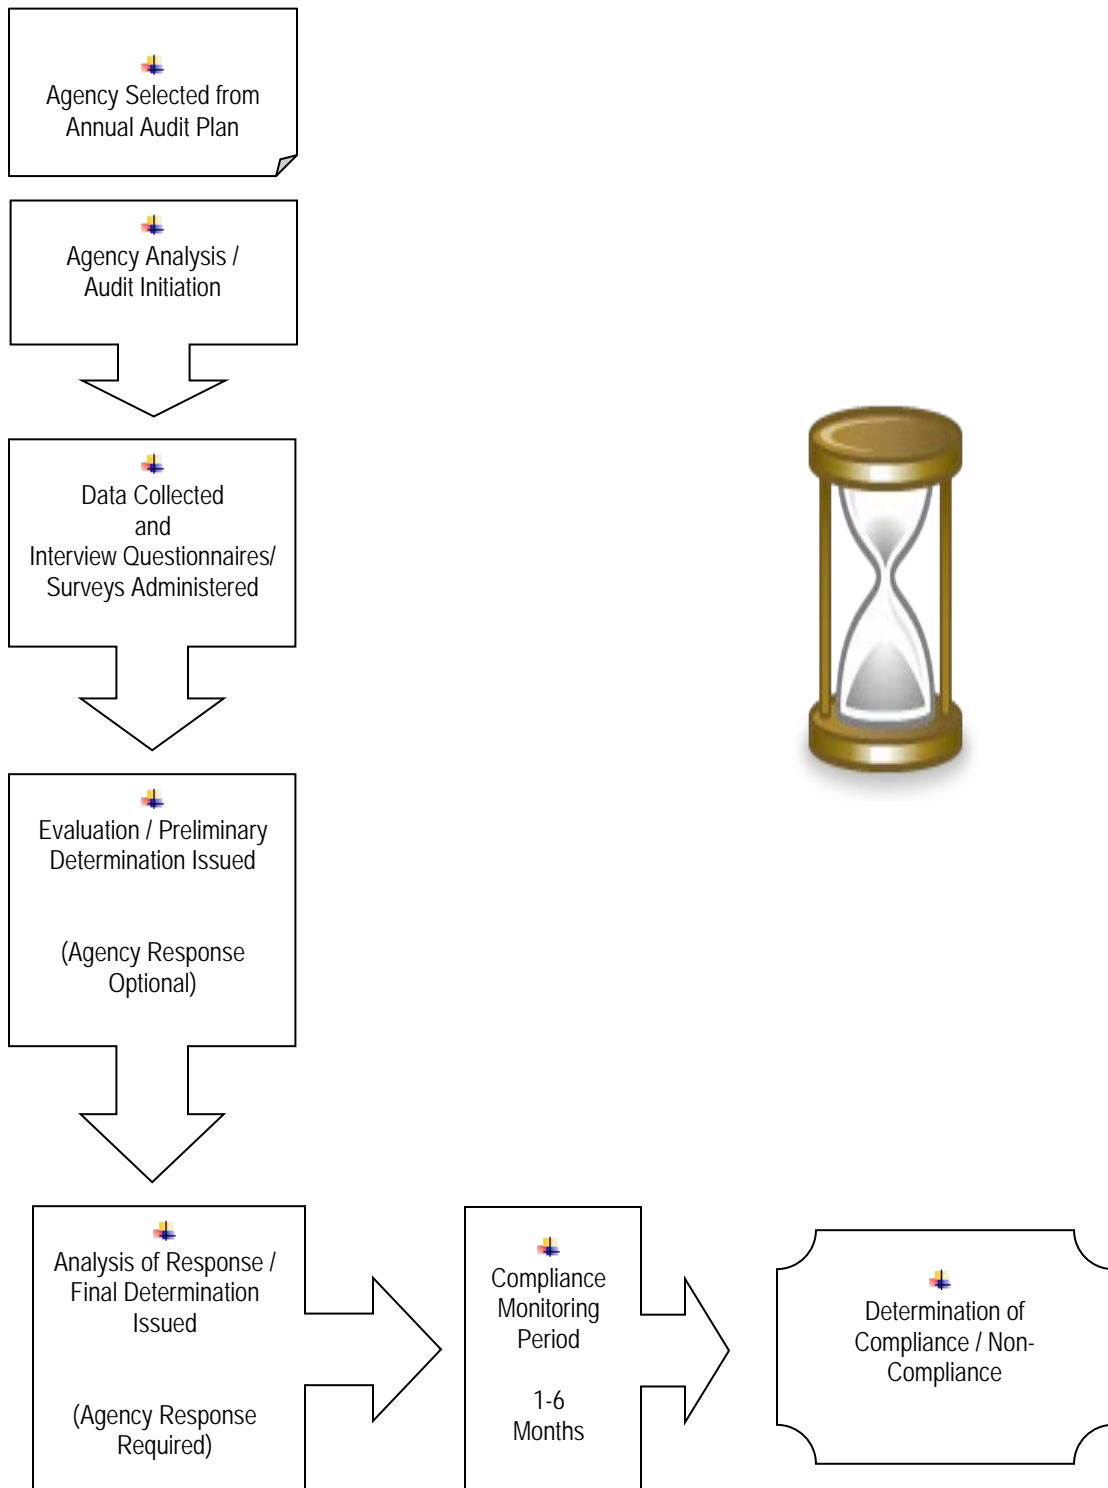 Agency Selected from
Annual Audit Plan
Agency Analysis /
Audit Initiation
Data Collected
and
Interview Questionnaires/
Surveys Administered
Evaluation / Preliminary
Determination Issued
(Agency Response
Optional)
Analysis of Response /
Final Determination
Issued
(Agency Response
Required)
Compliance
Monitoring
Period
1-6
Months
Determination of
Compliance / Non-
Compliance